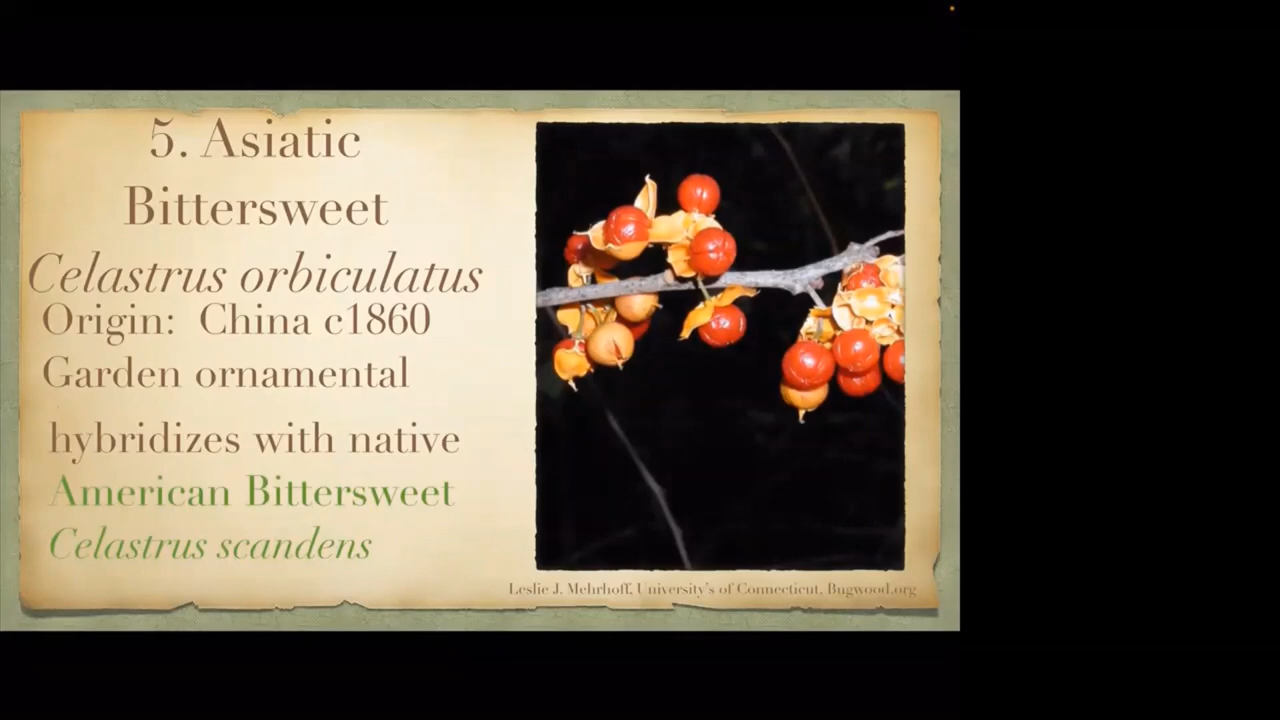 5. Asiatic
Bittersweet
Celastrus orbiculatus
Origin:  China c1860
Garden ornamental
hybridizes with native
American Bittersweet
Celastrus scandens
Leslie J. Mehrhoff, University's of Connecticut, Bugwood.org